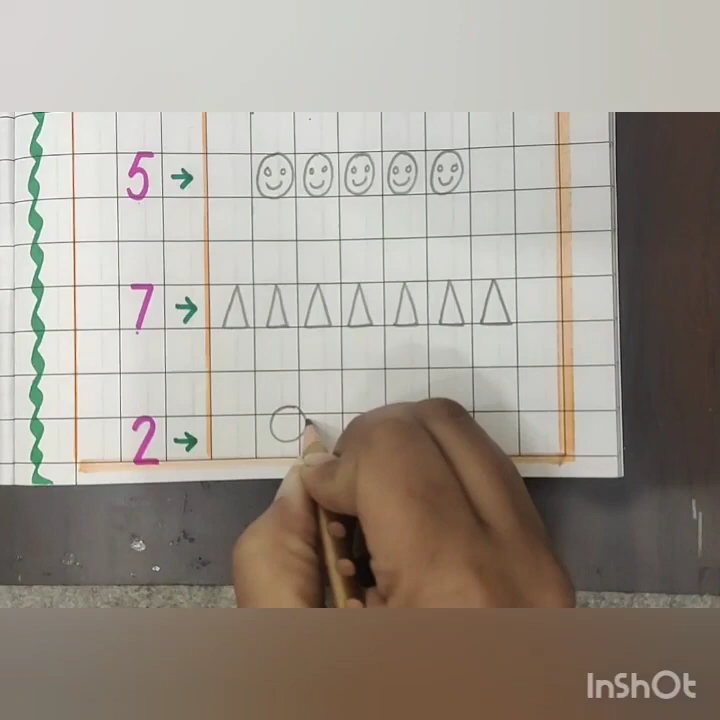 5 →
7 →
2 →
InShOt